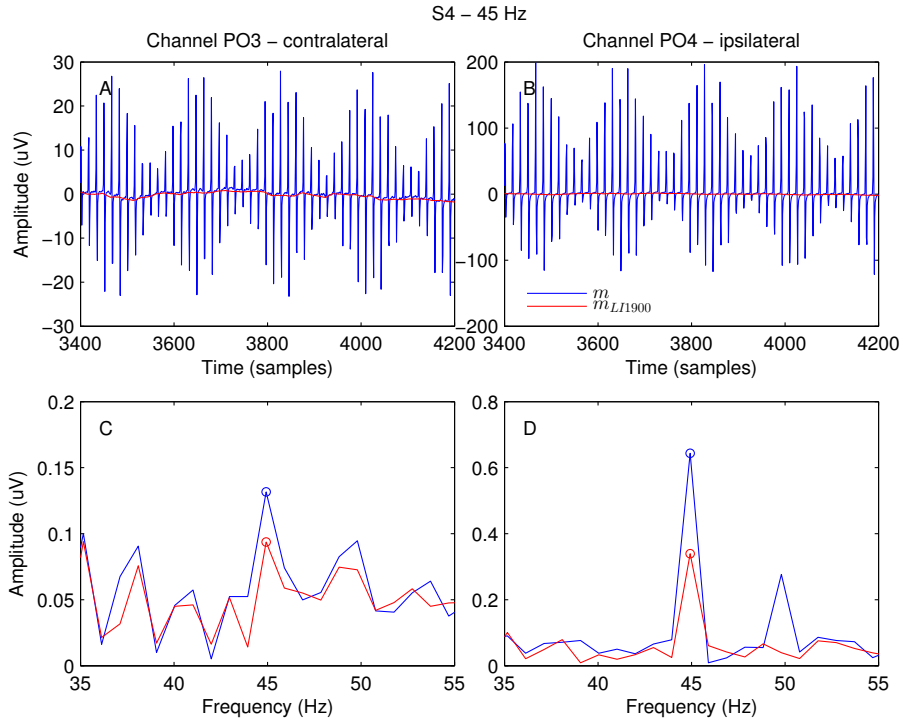 S4 − 45 Hz
Channel PO3 − contralateral
Channel PO4 − ipsilateral
A
30
20
10
0
−10
−20
−30
Amplitude (uV)
3400
3600
3800
4000
4200
Time (samples)
B
200
100
0
−100
−200
m
m_{LI1900}
3400
3600
3800
4000
4200
Time (samples)
C
0.2
0.15
0.1
0.05
0
Amplitude (uV)
35
40
45
50
55
Frequency (Hz)
D
0.8
0.6
0.4
0.2
0
35
40
45
50
55
Frequency (Hz)